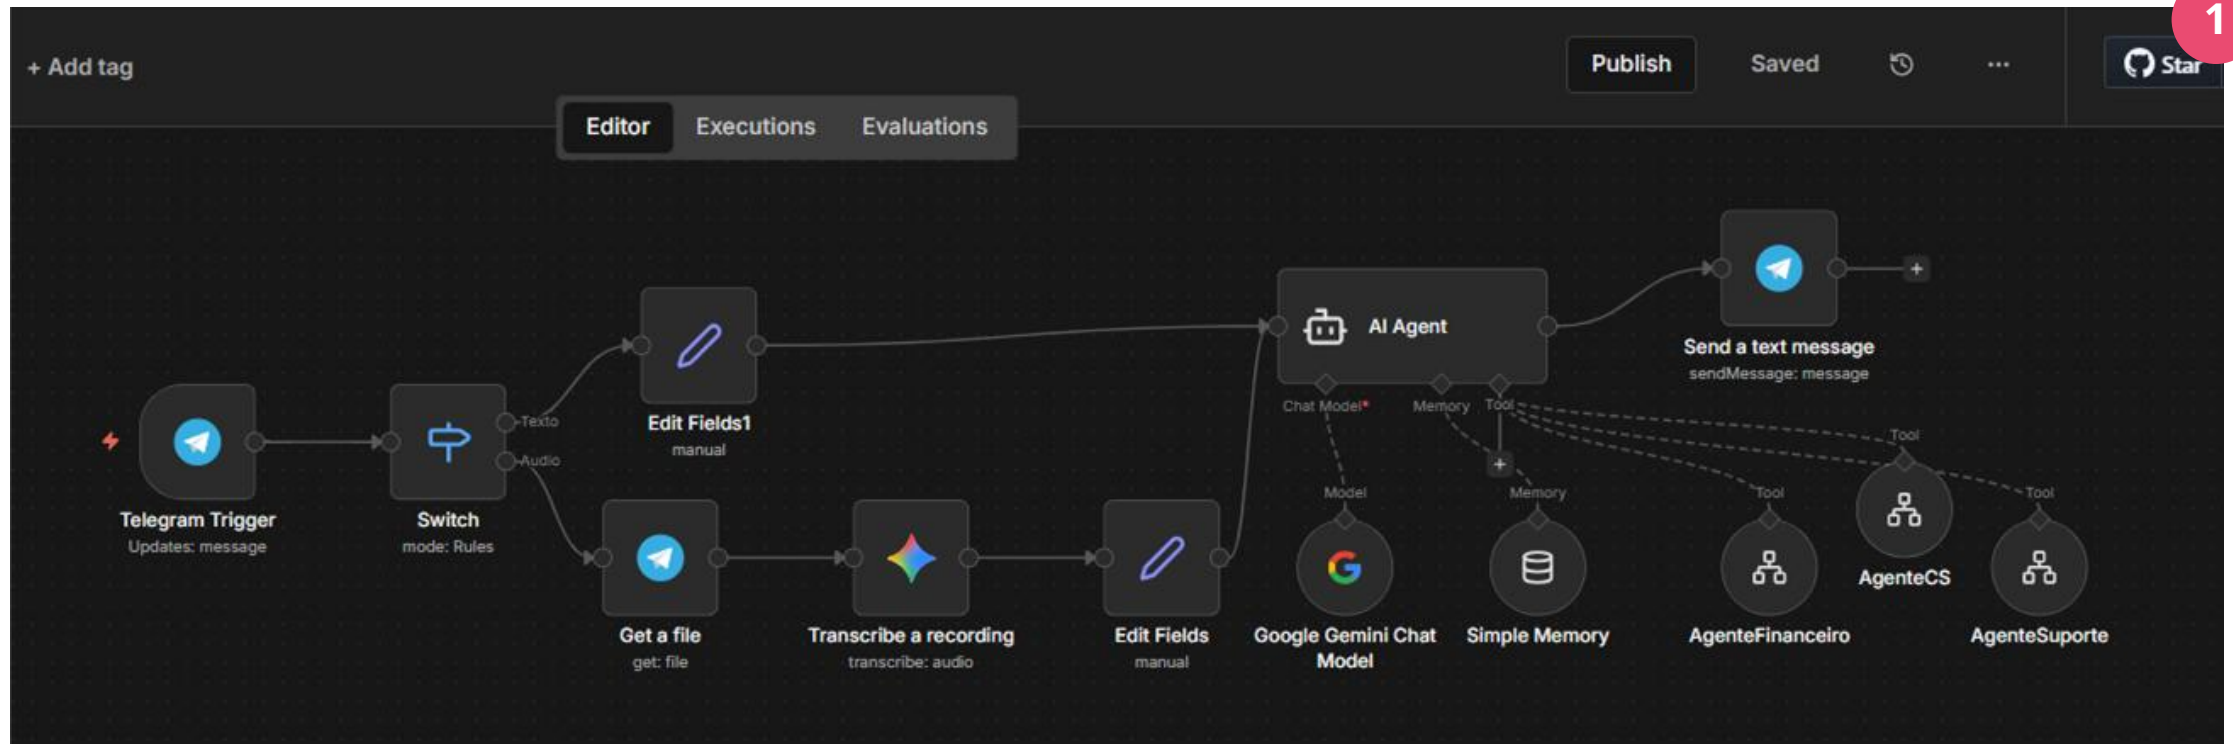 1
+ Add tag
Publish
Saved
Star
Editor
Executions
Evaluations
Telegram Trigger
Updates: message
Switch
mode: Rules
Texto
Audio
Edit Fields1
manual
Get a file
get: file
Transcribe a recording
transcribe: audio
Edit Fields
manual
AI Agent
Chat Model*
Memory
Tool
Send a text message
sendMessage: message
Model
Google Gemini Chat
Model
Memory
Simple Memory
Tool
AgenteFinanceiro
Tool
AgenteCS
Tool
AgenteSuporte